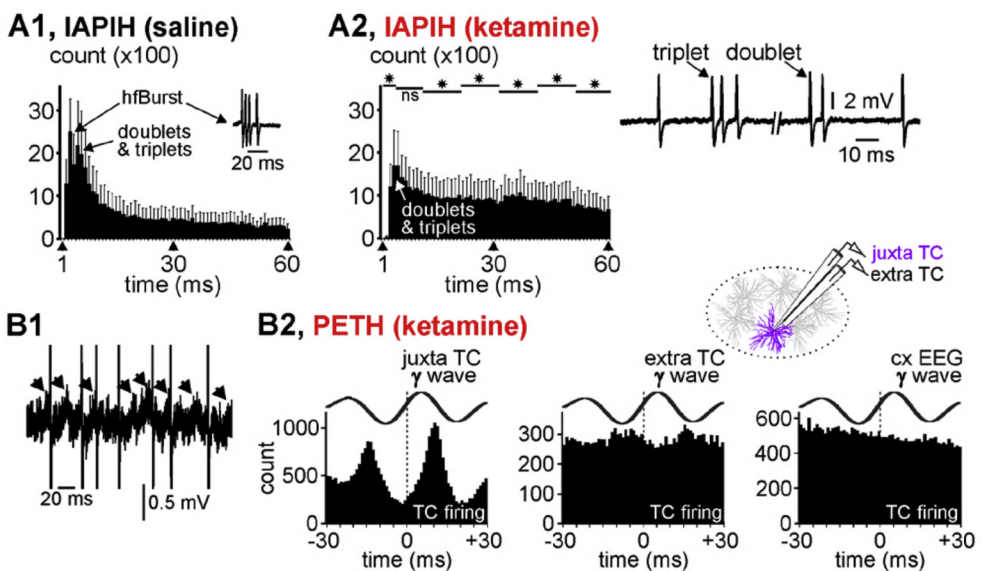 A1, IAPIH (saline)
count (x100)
30
20
10
0
hfBurst
doublets
& triplets
20 ms
1
30
60
time (ms)
A2, IAPIH (ketamine)
count (x100)
30
20
10
0
*
ns
*
*
*
*
*
doublets
& triplets
1
30
60
time (ms)
triplet
doublet
2 mV
10 ms
juxta TC
extra TC
B1
20 ms
0.5 mV
B2, PETH (ketamine)
juxta TC
γ wave
count
1000
500
0
TC firing
-30
0
+30
time (ms)
extra TC
γ wave
300
200
100
0
TC firing
-30
0
+30
time (ms)
cx EEG
γ wave
600
400
200
0
TC firing
-30
0
+30
time (ms)